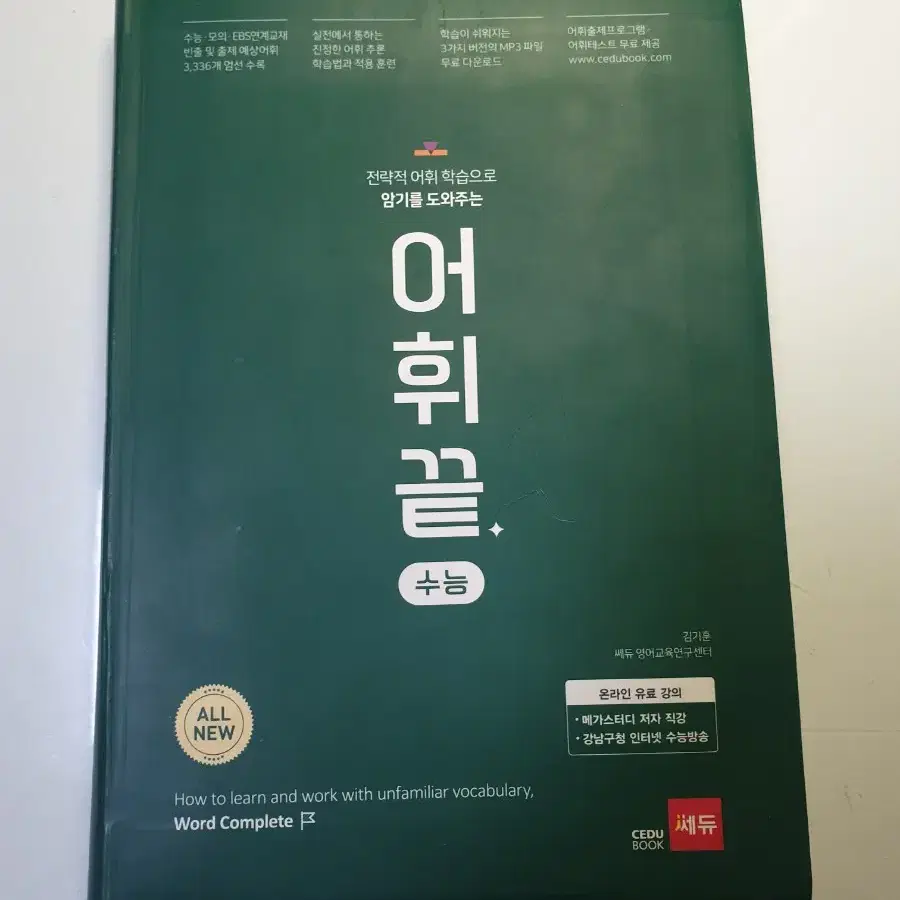 수능·모의·EBS연계교재
빈출 및 출제 예상어휘
3,336개 엄선 수록
실전에서 통하는
진정한 어휘 추론
학습법과 적용 훈련
학습이 쉬워지는
3가지 버전의 MP3 파일
무료 다운로드
어휘출제프로그램·
어휘테스트 무료 제공
www.cedubook.com
전략적 어휘 학습으로
암기를 도와주는
어
휘
끝
수능
김기훈
쎄듀 영어교육연구센터
온라인 유료 강의
• 메가스터디 저자 직강
• 강남구청 인터넷 수능방송
ALL
NEW
How to learn and work with unfamiliar vocabulary,
Word Complete
CEDU
BOOK
쎄듀